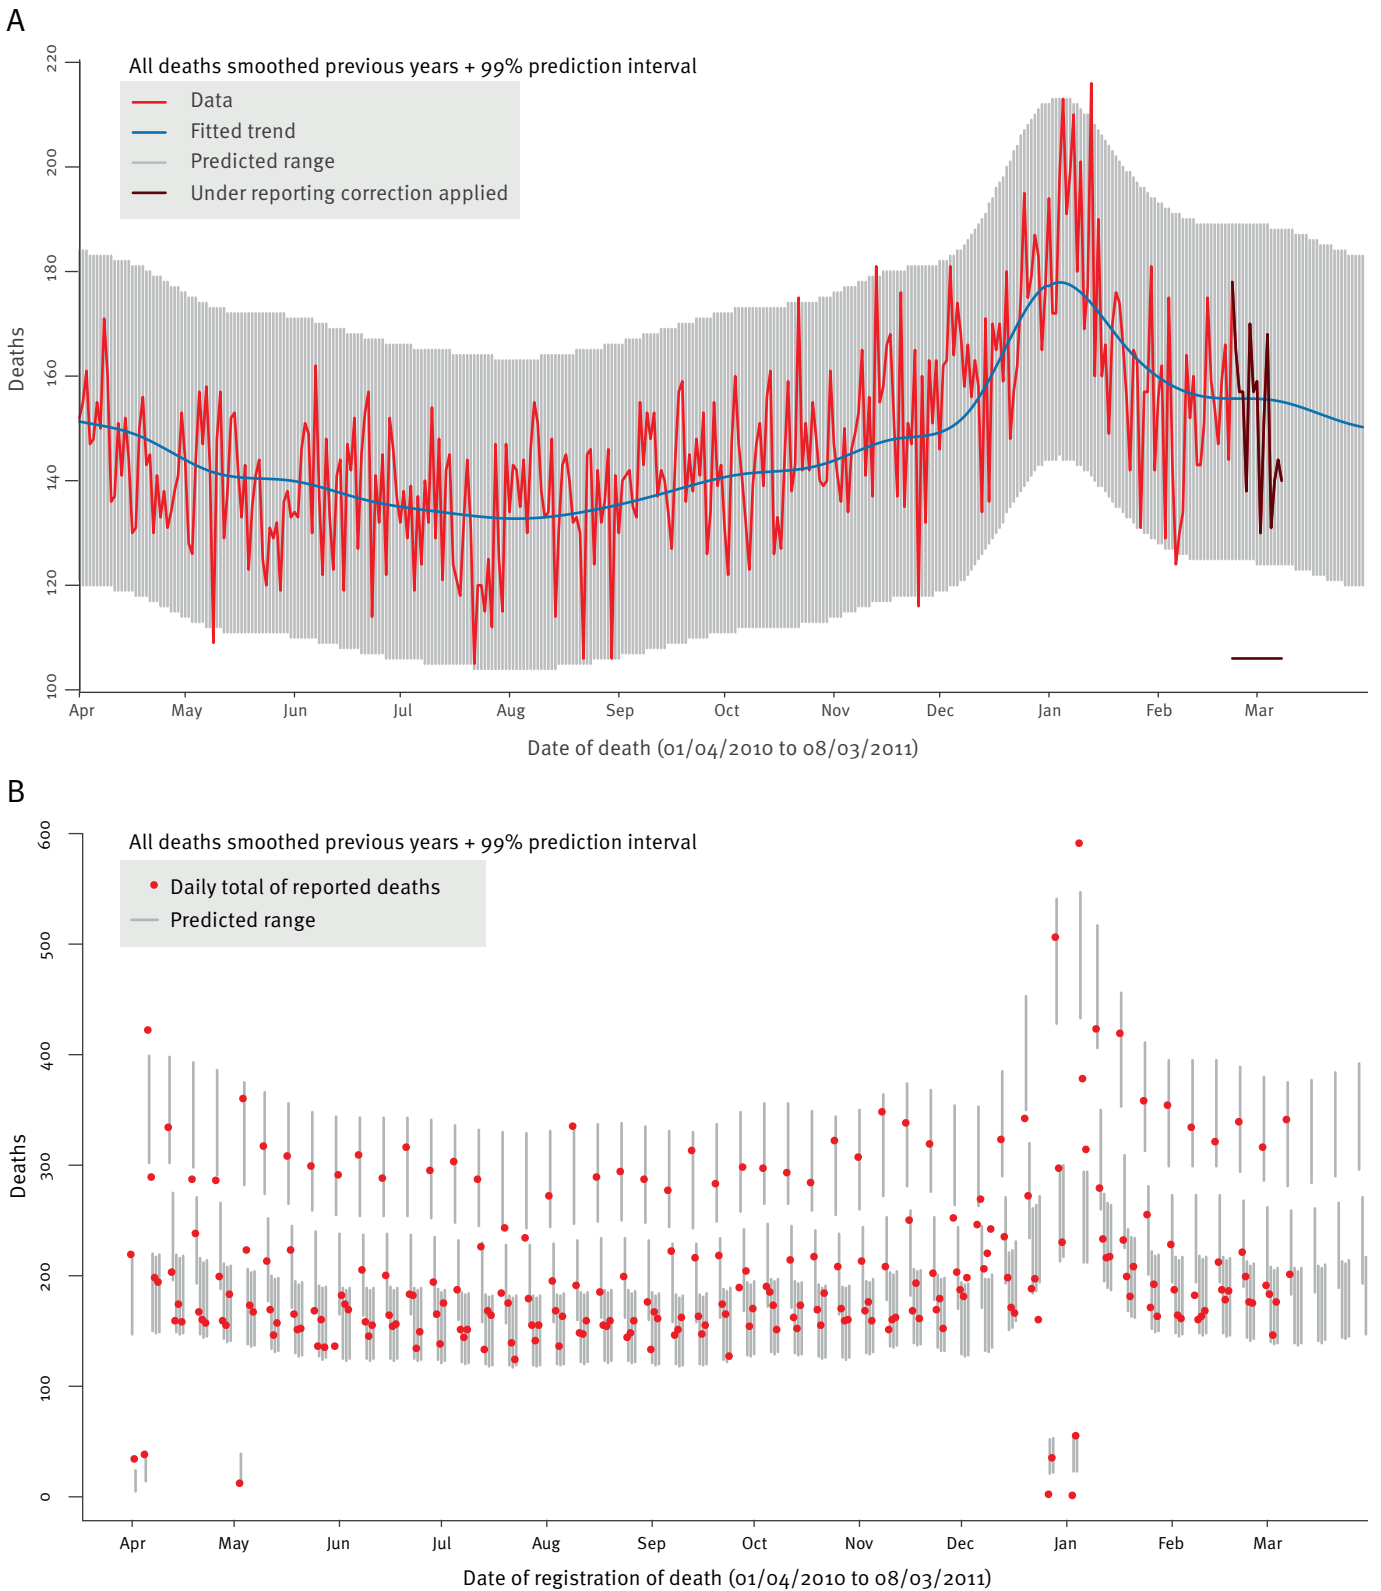 A
All deaths smoothed previous years + 99% prediction interval
Data
Fitted trend
Predicted range
Under reporting correction applied
Deaths
220
200
180
160
140
120
100
Apr May Jun Jul Aug Sep Oct Nov Dec Jan Feb Mar
Date of death (01/04/2010 to 08/03/2011)
B
All deaths smoothed previous years + 99% prediction interval
Daily total of reported deaths
Predicted range
Deaths
600
500
400
300
200
100
0
Apr May Jun Jul Aug Sep Oct Nov Dec Jan Feb Mar
Date of registration of death (01/04/2010 to 08/03/2011)